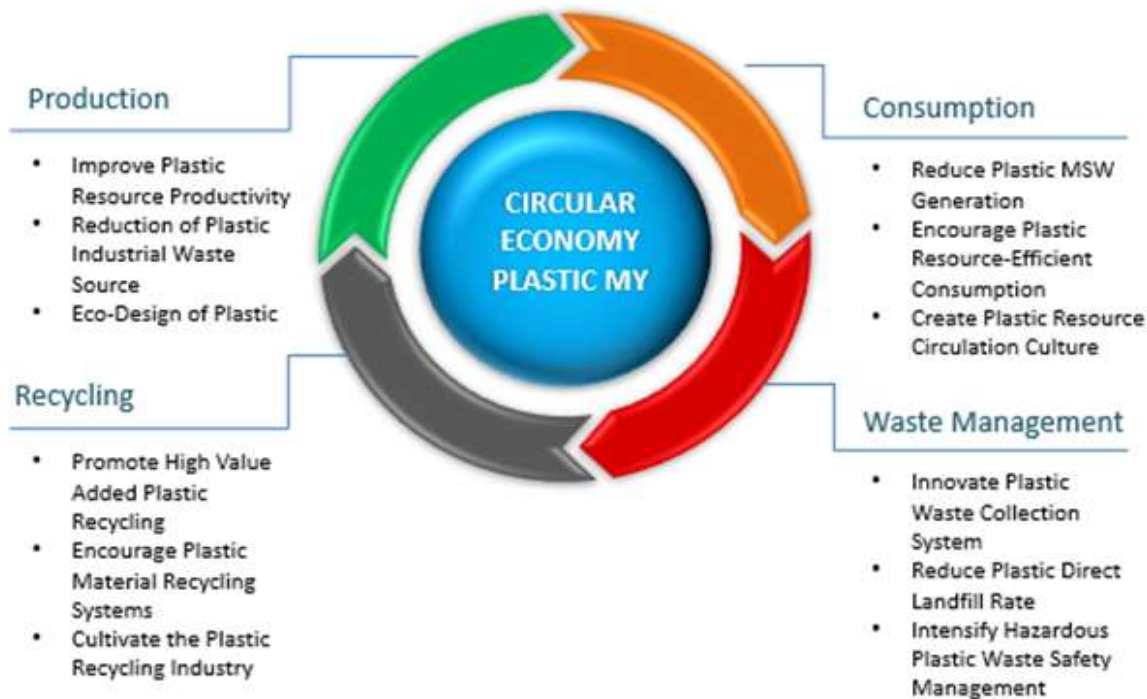 Production
• Improve Plastic
Resource Productivity
• Reduction of Plastic
Industrial Waste
Source
• Eco-Design of Plastic
CIRCULAR
ECONOMY
PLASTIC MY
Consumption
• Reduce Plastic MSW
Generation
• Encourage Plastic
Resource-Efficient
Consumption
• Create Plastic Resource
Circulation Culture
Recycling
• Promote High Value
Added Plastic
Recycling
• Encourage Plastic
Material Recycling
Systems
• Cultivate the Plastic
Recycling Industry
Waste Management
• Innovate Plastic
Waste Collection
System
• Reduce Plastic Direct
Landfill Rate
• Intensify Hazardous
Plastic Waste Safety
Management